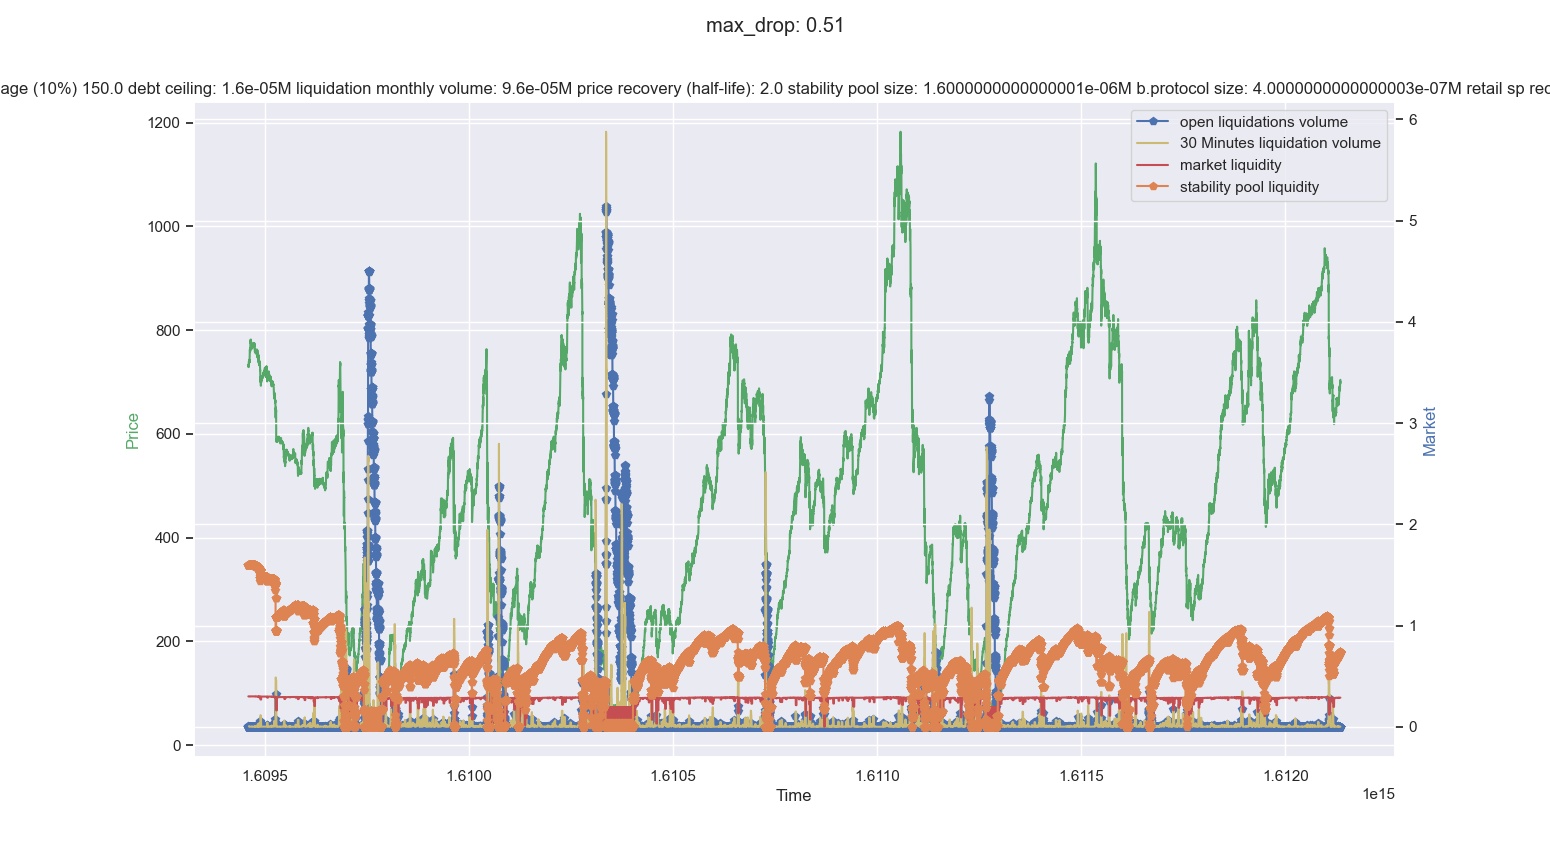 max_drop: 0.51
age (10%) 150.0 debt ceiling: 1.6e-05M liquidation monthly volume: 9.6e-05M price recovery (half-life): 2.0 stability pool size: 1.6000000000000001e-06M b.protocol size: 4.0000000000000003e-07M retail sp rec
open liquidations volume
30 Minutes liquidation volume
market liquidity
stability pool liquidity
1200
1000
800
600
400
200
0
Price
6
5
4
3
2
1
0
Market
1.6095 1.6100 1.6105 1.6110 1.6115 1.6120
1e15
Time